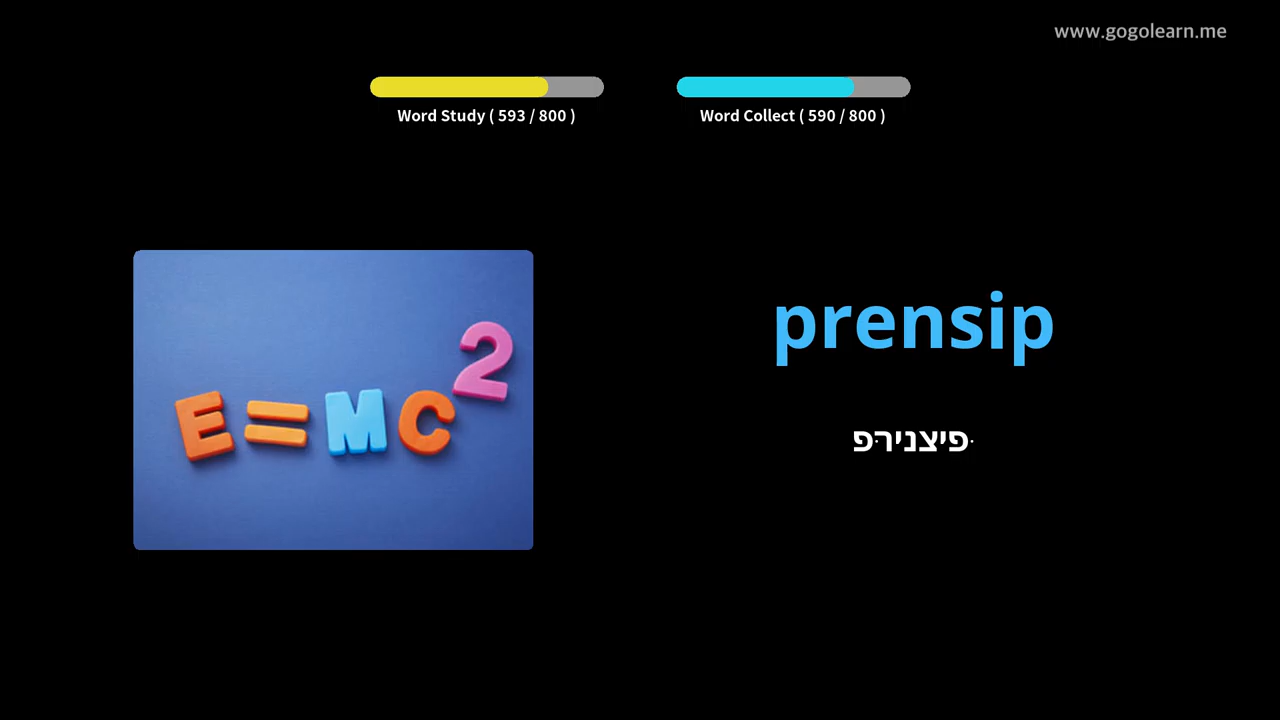 www.gogolearn.me
Word Study ( 593 / 800 )
Word Collect ( 590 / 800 )
E=MC²
prensip
פּרינציפּ